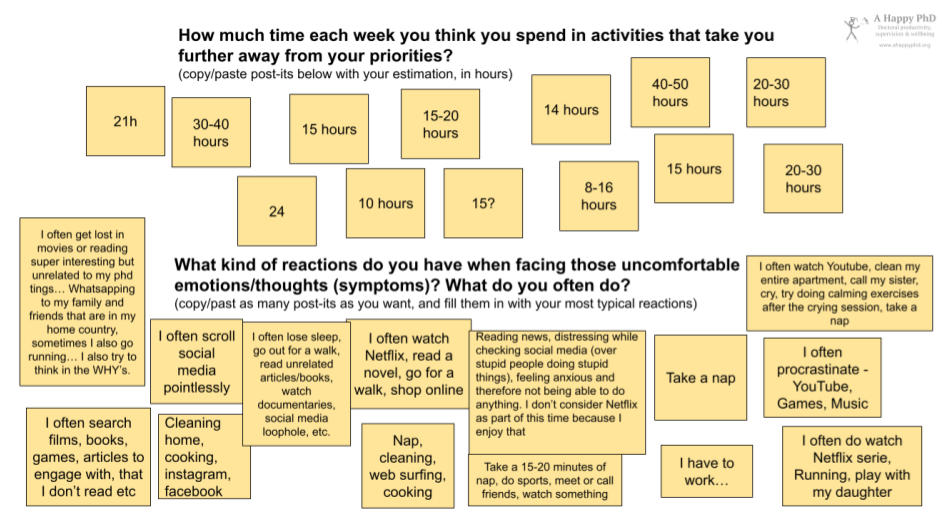 How much time each week you think you spend in activities that take you
further away from your priorities?
(copy/paste post-its below with your estimation, in hours)
A Happy PhD
Doctoral productivity,
supervision & wellbeing
www.ahappyphd.org
21h
30-40
hours
15 hours
15-20
hours
14 hours
40-50
hours
20-30
hours
24
10 hours
15?
8-16
hours
15 hours
20-30
hours
What kind of reactions do you have when facing those uncomfortable
emotions/thoughts (symptoms)? What do you often do?
(copy/past as many post-its as you want, and fill them in with your most typical reactions)
I often get lost in
movies or reading
super interesting but
unrelated to my phd
tings... Whatsapping
to my family and
friends that are in my
home country,
sometimes I also go
running... I also try to
think in the WHY's.
I often scroll
social
media
pointlessly
I often lose sleep,
go out for a walk,
read unrelated
articles/books,
watch
documentaries,
social media
loophole, etc.
I often watch
Netflix, read a
novel, go for a
walk, shop online
Reading news, distressing while
checking social media (over
stupid people doing stupid
things), feeling anxious and
therefore not being able to do
anything. I don't consider Netflix
as part of this time because I
enjoy that
Take a nap
I often watch Youtube, clean my
entire apartment, call my sister,
cry, try doing calming exercises
after the crying session, take a
nap
I often
procrastinate -
YouTube,
Games, Music
I often search
films, books,
games, articles to
engage with, that
I don't read etc
Cleaning
home,
cooking,
instagram,
facebook
Nap,
cleaning,
web surfing,
cooking
Take a 15-20 minutes of
nap, do sports, meet or call
friends, watch something
I have to
work...
I often do watch
Netflix serie,
Running, play with
my daughter